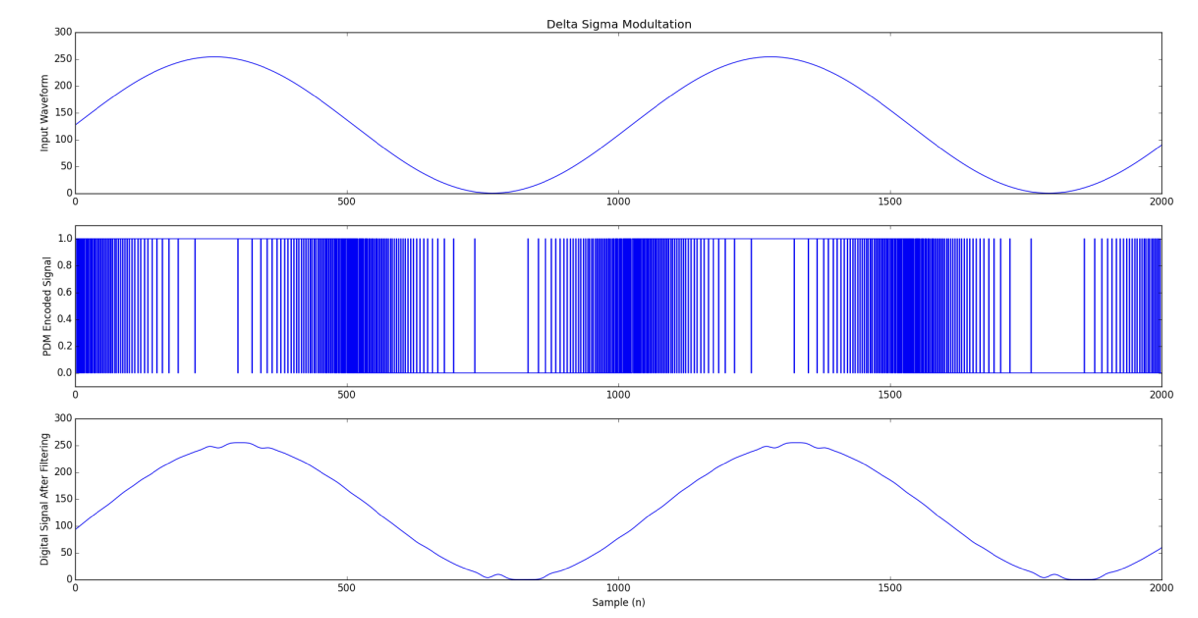 Delta Sigma Modultation
Input Waveform
300
250
200
150
100
50
0
0 500 1000 1500 2000
PDM Encoded Signal
1.0
0.8
0.6
0.4
0.2
0.0
0 500 1000 1500 2000
Digital Signal After Filtering
300
250
200
150
100
50
0
0 500 1000 1500 2000
Sample (n)